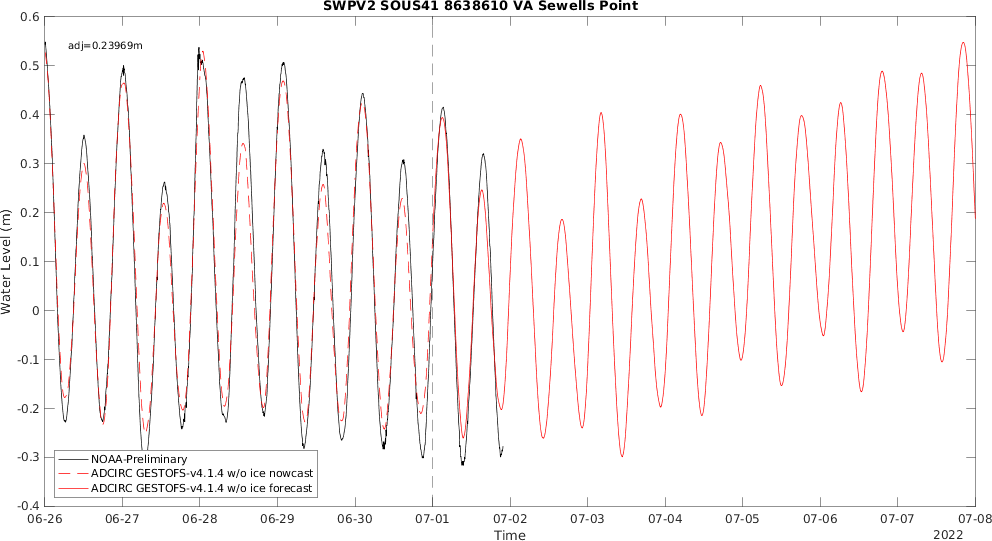 SWPV2 SOUS41 8638610 VA Sewells Point
adj=0.23969m
Water Level (m)
0.6
0.5
0.4
0.3
0.2
0.1
0
-0.1
-0.2
-0.3
-0.4
NOAA-Preliminary
ADCIRC GESTOFS-v4.1.4 w/o ice nowcast
ADCIRC GESTOFS-v4.1.4 w/o ice forecast
06-26 06-27 06-28 06-29 06-30 07-01 07-02 07-03 07-04 07-05 07-06 07-07 07-08
Time
2022